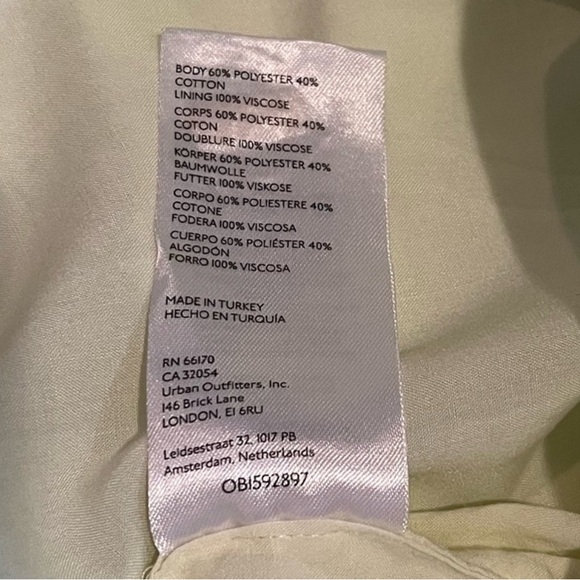 BODY 60% POLYESTER 40%
COTTON
LINING 100% VISCOSE
CORPS 60% POLYESTER 40%
COTON
DOUBLURE 100% VISCOSE
KÖRPER 60% POLYESTER 40%
BAUMWOLLE
FUTTER 100% VISKOSE
CORPO 60% POLIESTERE 40%
COTONE
FODERA 100% VISCOSA
CUERPO 60% POLIÉSTER 40%
ALGODÓN
FORRO 100% VISCOSA
MADE IN TURKEY
HECHO EN TURQUÍA
RN 66170
CA 32054
Urban Outfitters, Inc.
146 Brick Lane
LONDON, E1 6RU
Leidsestraat 32, 1017 PB
Amsterdam, Netherlands
OB1592897